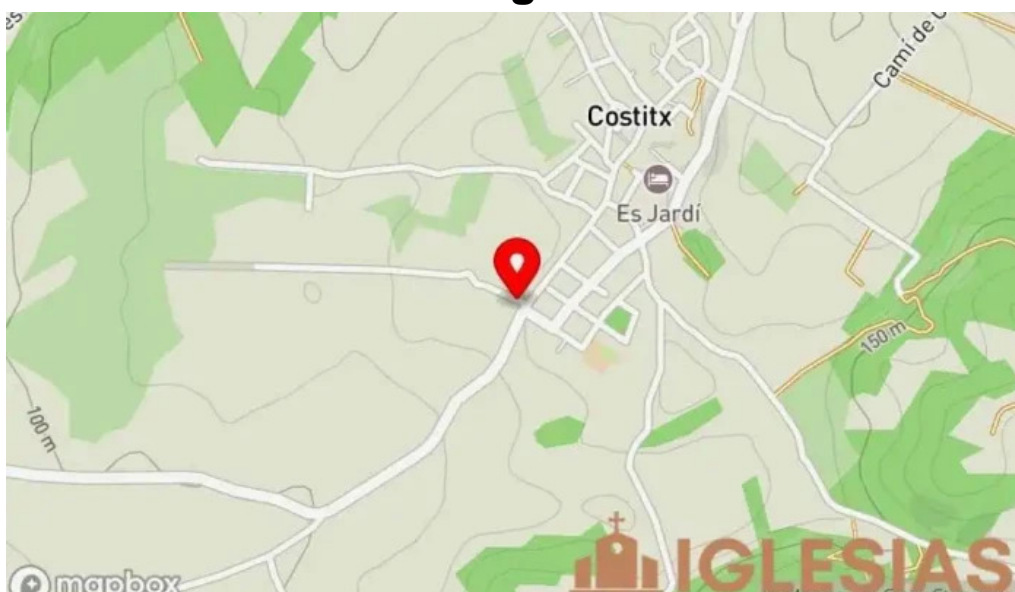 Costitx
Camí de C
Es Jardí
150 m
100 m
mapbox
IGLESIAS